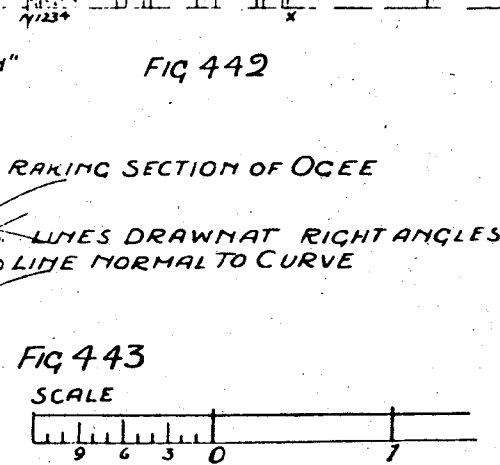 1234
x
FIG 442
RAKING SECTION OF OGEE
LINES DRAWN AT RIGHT ANGLES
LINE NORMAL TO CURVE
FIG 443
SCALE
9 6 3 0 1